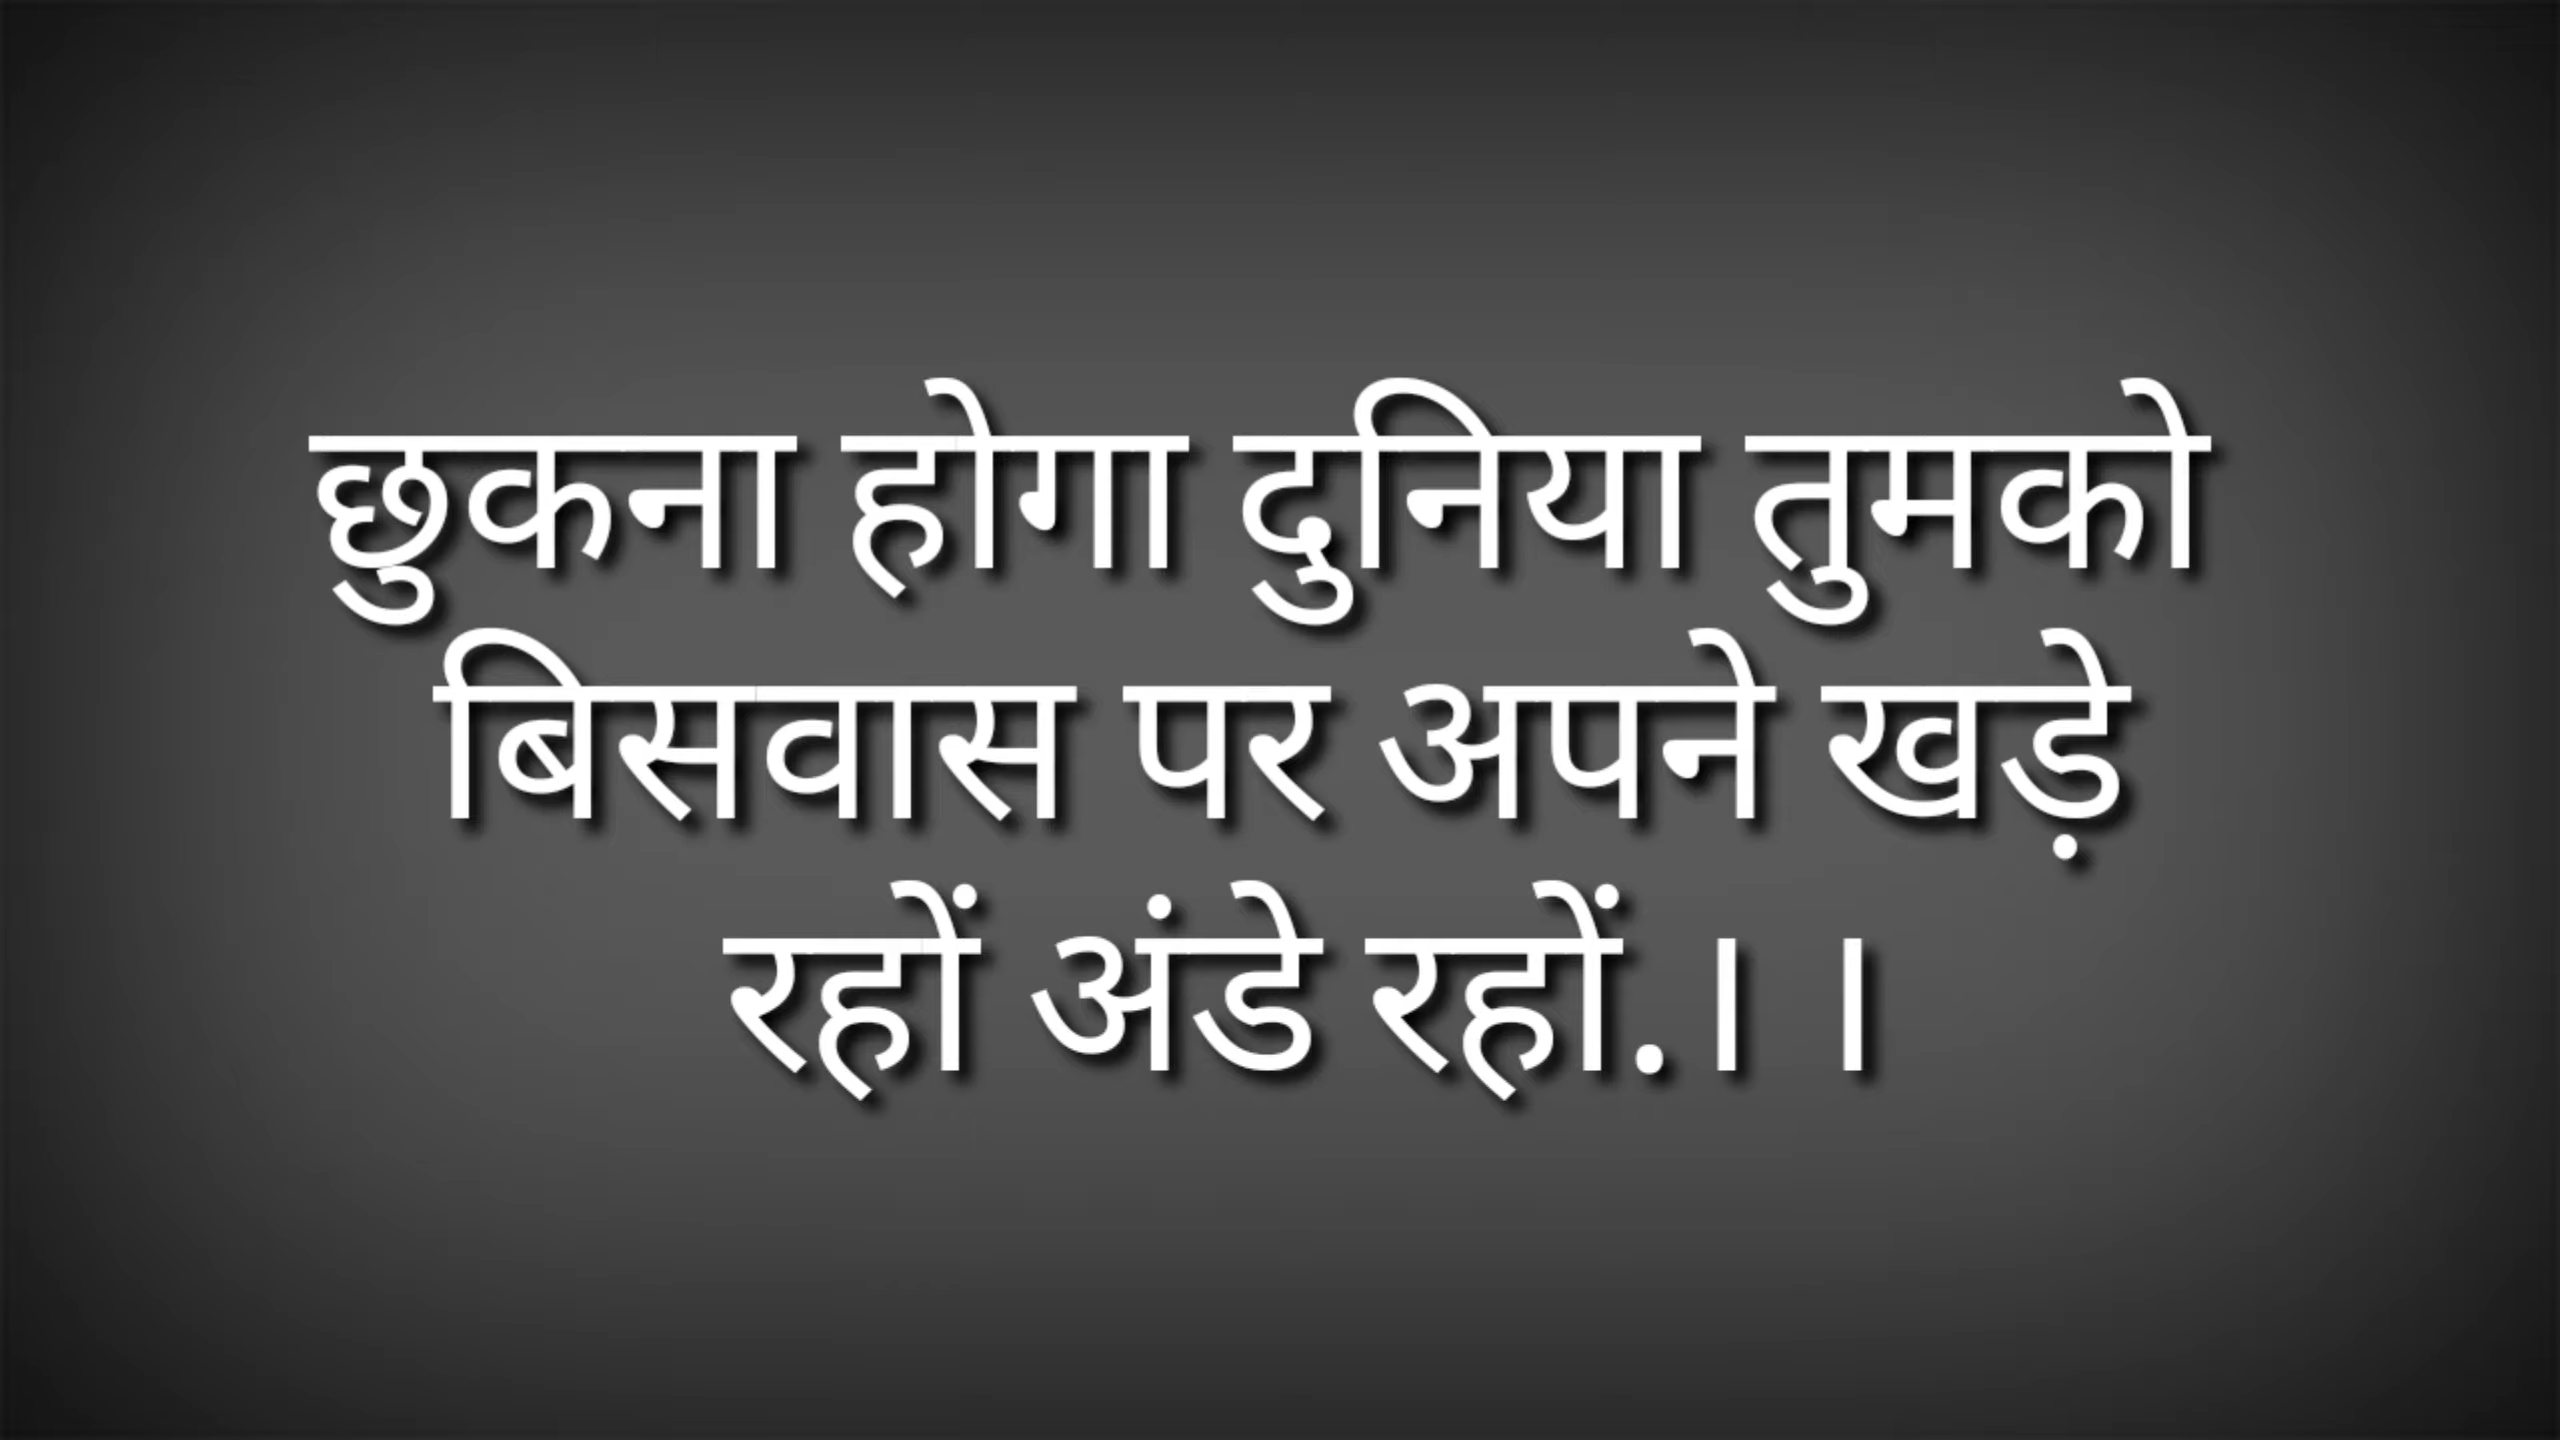 छुकना होगा दुनिया तुमको
बिसवास पर अपने खड़े
रहों अंडे रहों.। ।